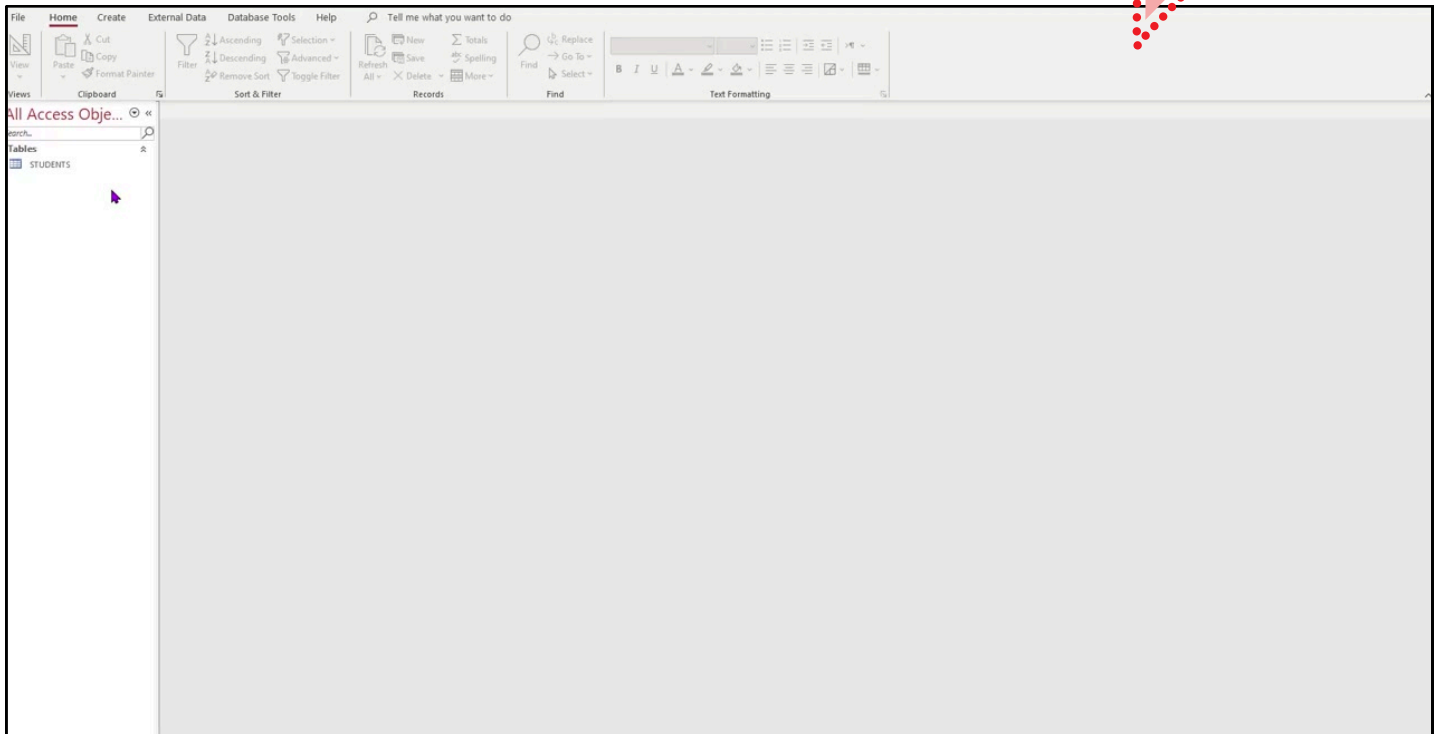 File Home Create External Data Database Tools Help Tell me what you want to do
Cut Ascending Selection New Totals Replace
Copy Descending Advanced Save Spelling Go To
View Paste Format Painter Filter Remove Sort Toggle Filter Refresh All Delete More Find Select B I U A
Views Clipboard Sort & Filter Records Find Text Formatting
All Access Obje...
earch...
Tables
STUDENTS